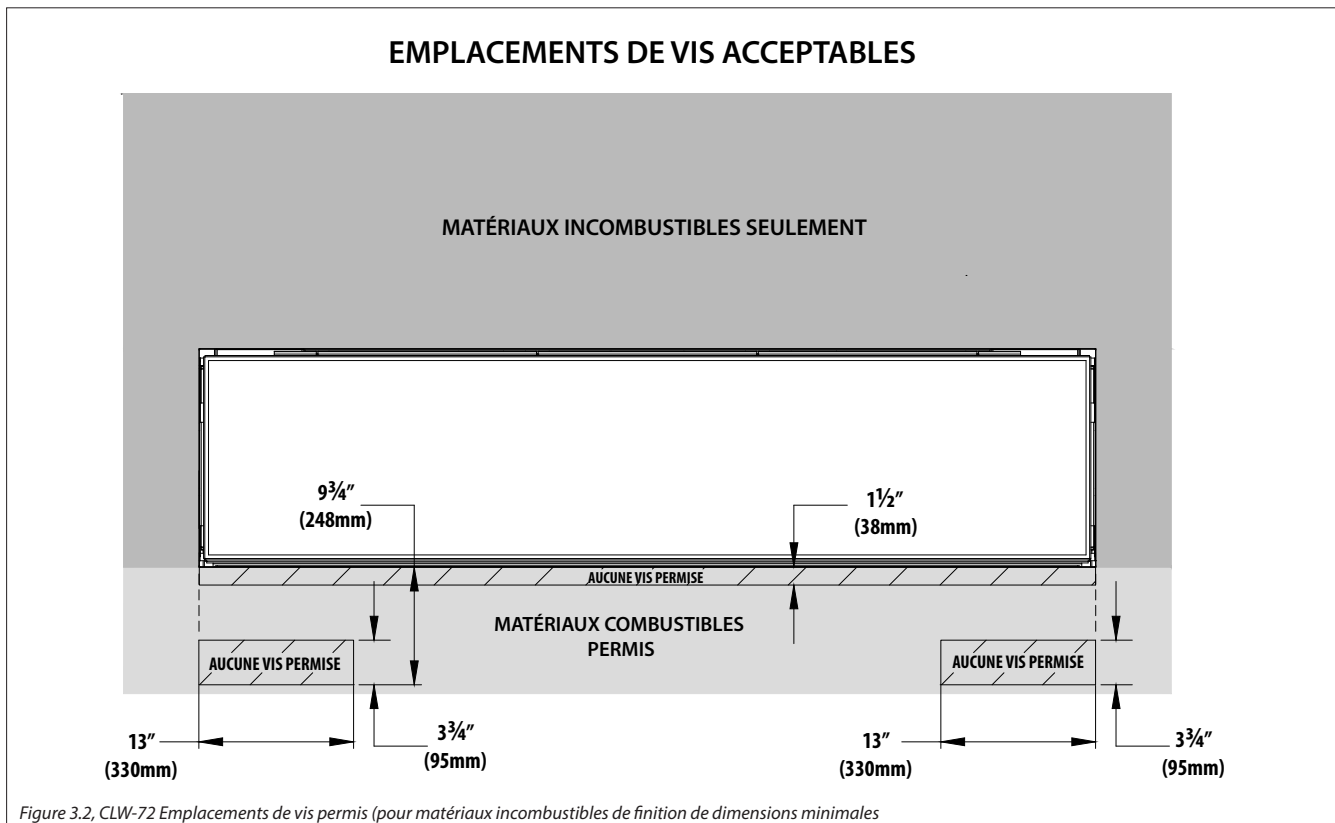 EMPLACEMENTS DE VIS ACCEPTABLES
MATÉRIAUX INCOMBUSTIBLES SEULEMENT
9¾"
(248mm)
1½"
(38mm)
AUCUNE VIS PERMISE
MATÉRIAUX COMBUSTIBLES
PERMIS
AUCUNE VIS PERMISE
AUCUNE VIS PERMISE
13"
(330mm)
3¾"
(95mm)
13"
(330mm)
3¾"
(95mm)
Figure 3.2, CLW-72 Emplacements de vis permis (pour matériaux incombustibles de finition de dimensions minimales